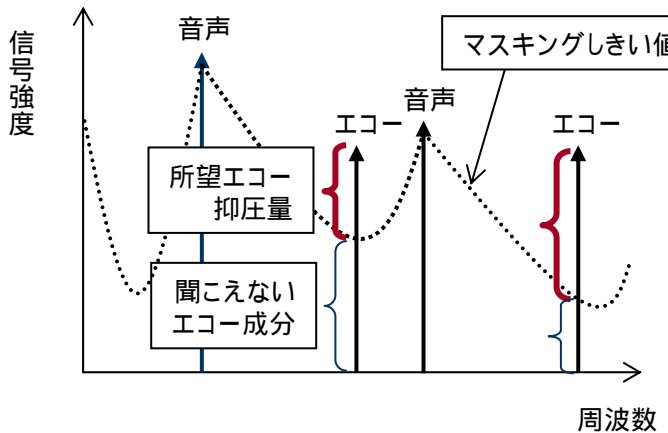 信号強度
音声
マスキングしきい値
音声
エコー
エコー
所望エコー
抑圧量
聞こえない
エコー成分
周波数